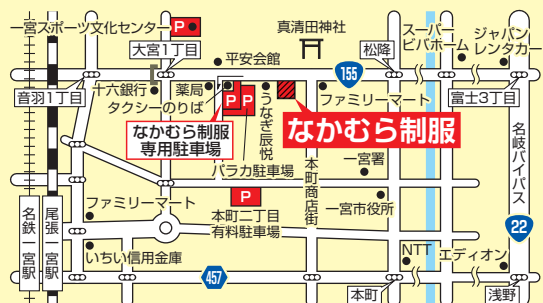 一宮スポーツ文化センター
P
真清田神社
スーパー
ビバホーム
ジャパン
レンタカー
大宮1丁目
平安会館
松降
155
音羽1丁目
十六銀行
薬局
タクシーのりば
P
P
うなぎ辰悦
ファミリーマート
富士3丁目
なかむら制服
専用駐車場
なかむら制服
パラカ駐車場
本町商店街
一宮署
名岐バイパス
P
ファミリーマート
本町二丁目
有料駐車場
一宮市役所
22
名鉄一宮駅
尾張一宮駅
いちい信用金庫
NTT
エディオン
457
本町
浅野